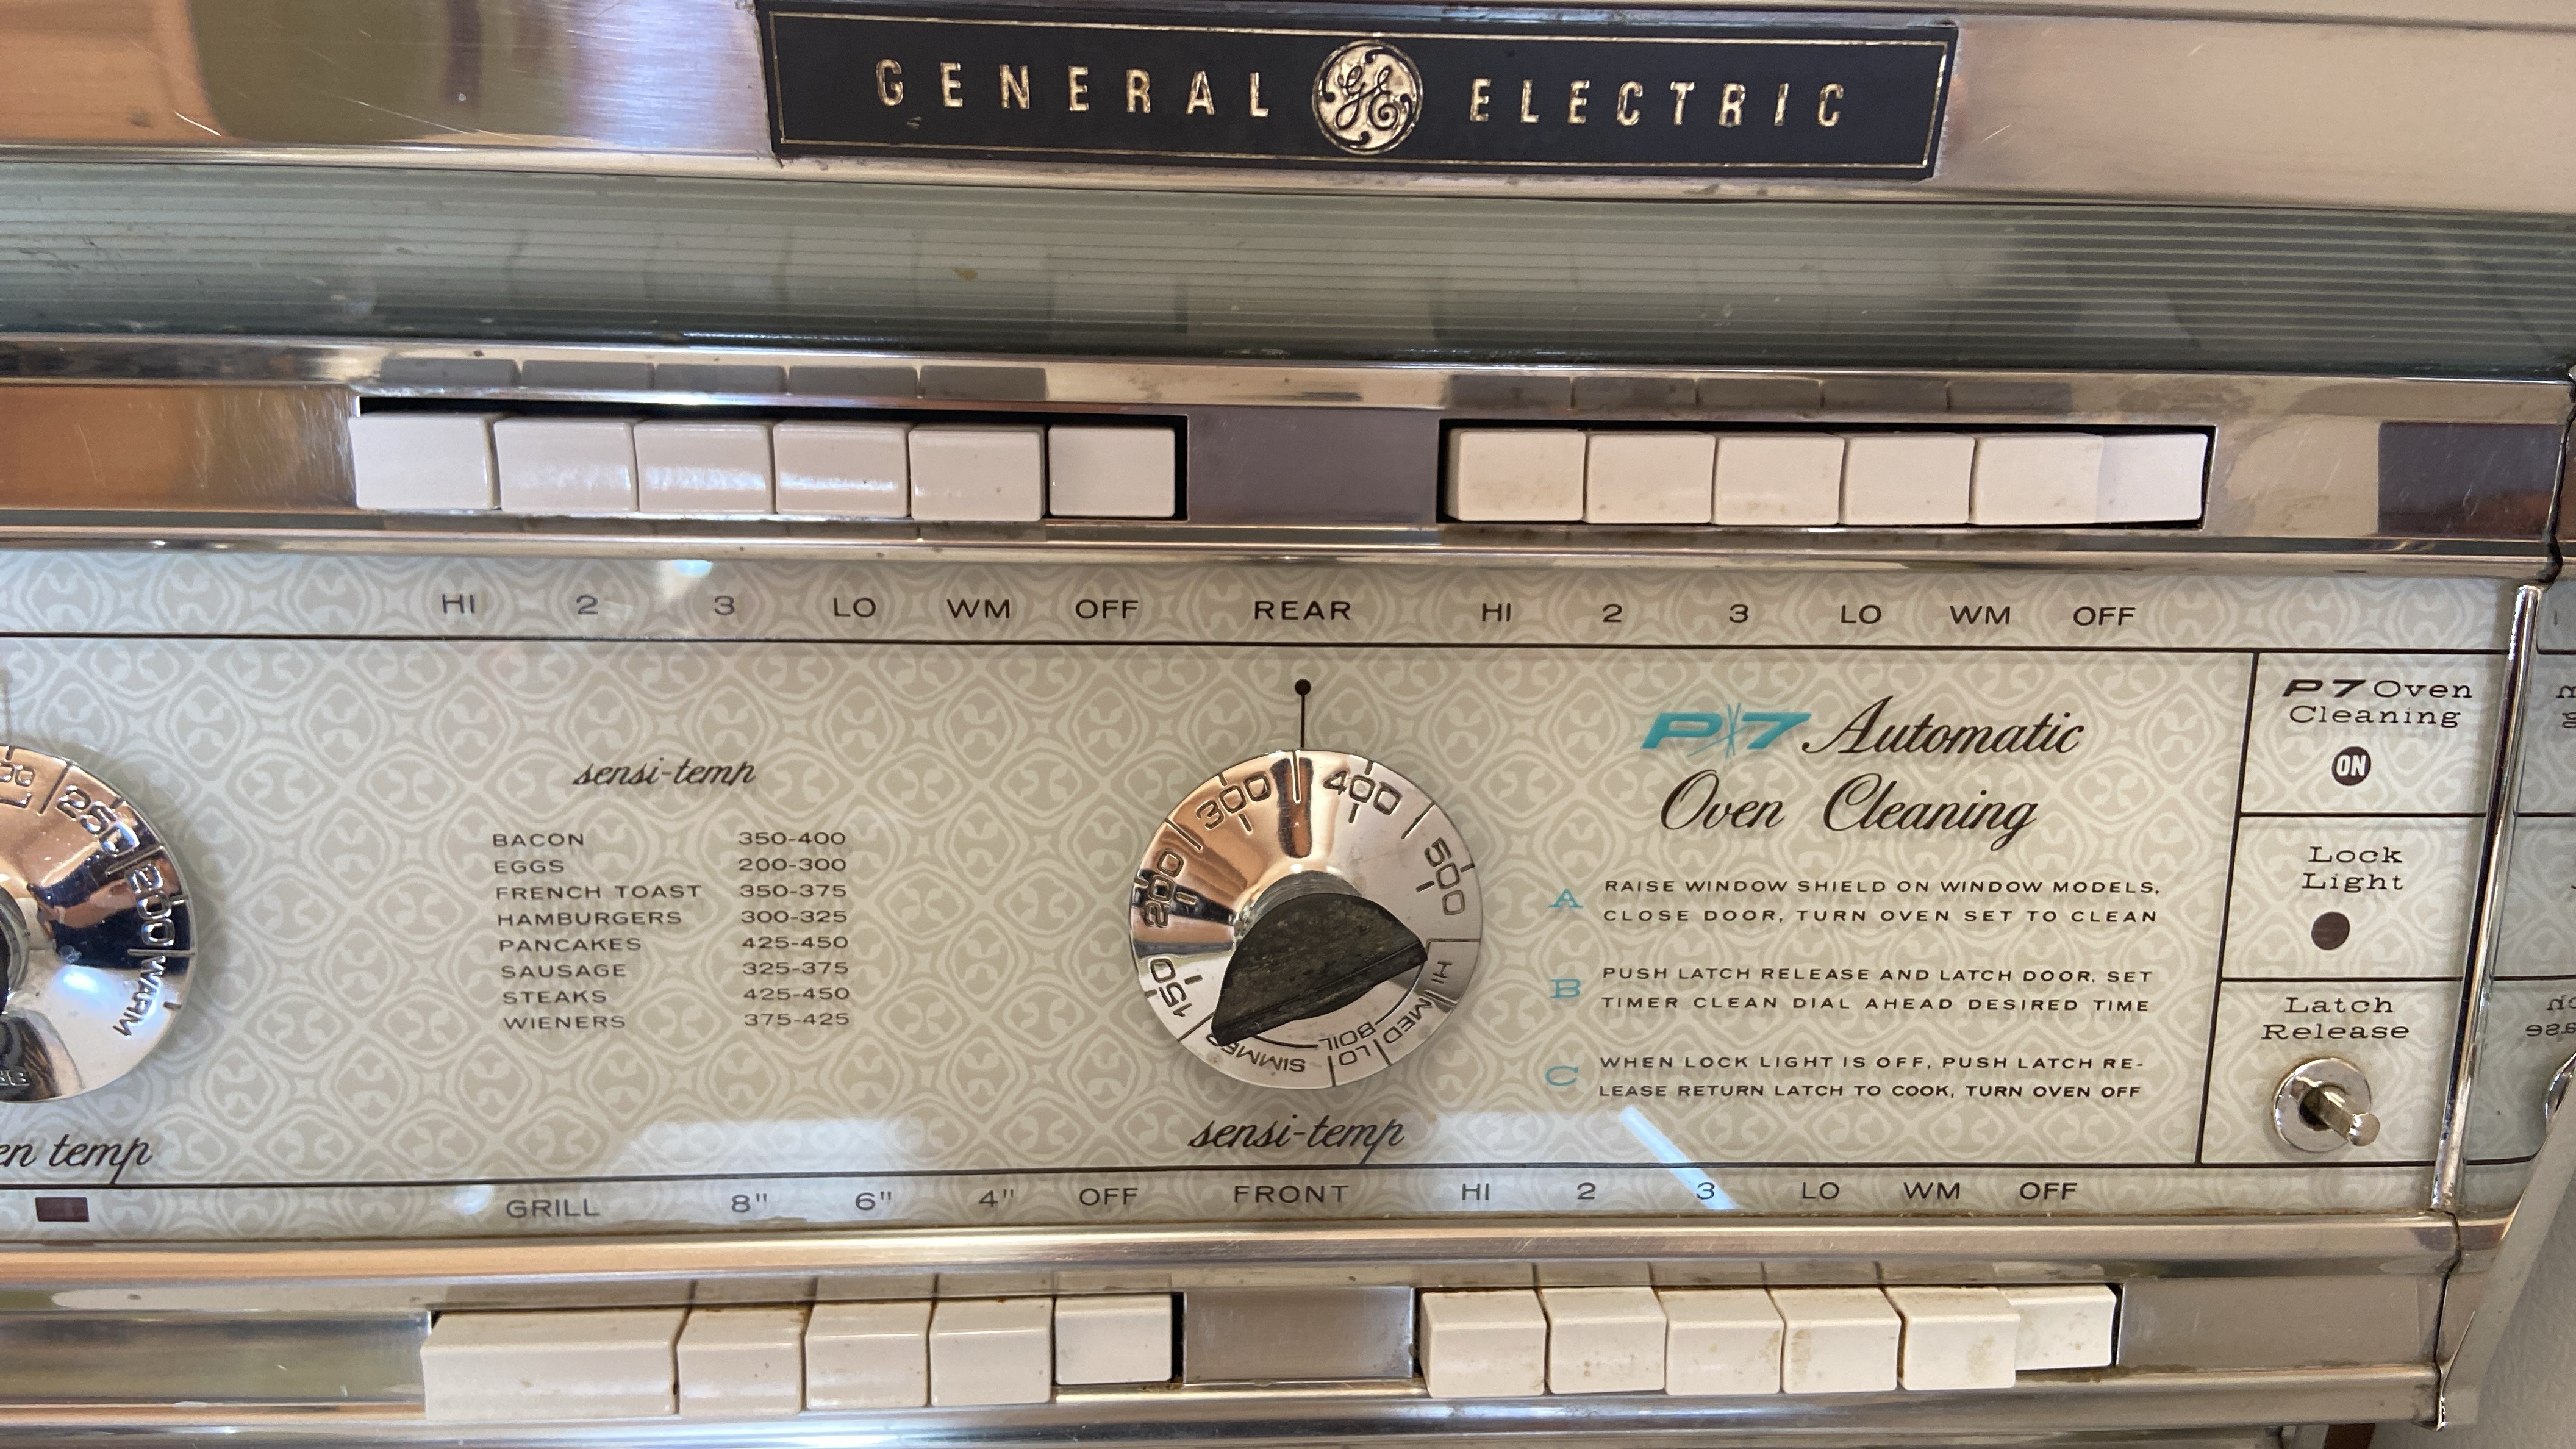 GENERAL GE ELECTRIC
HI 2 3 LO WM OFF REAR HI 2 3 LO WM OFF
sensi-temp
BACON 350-400
EGGS 200-300
FRENCH TOAST 350-375
HAMBURGERS 300-325
PANCAKES 425-450
SAUSAGE 325-375
STEAKS 425-450
WIENERS 375-425
250
200
WARM
en temp
150
200
300
400
500
HI
MED
LO
BOIL
SIMMER
sensi-temp
P7 Automatic
Oven Cleaning
A RAISE WINDOW SHIELD ON WINDOW MODELS,
CLOSE DOOR, TURN OVEN SET TO CLEAN
B PUSH LATCH RELEASE AND LATCH DOOR, SET
TIMER CLEAN DIAL AHEAD DESIRED TIME
C WHEN LOCK LIGHT IS OFF, PUSH LATCH RE-
LEASE RETURN LATCH TO COOK, TURN OVEN OFF
P7 Oven
Cleaning
ON
Lock
Light
Latch
Release
GRILL 8" 6" 4" OFF FRONT HI 2 3 LO WM OFF